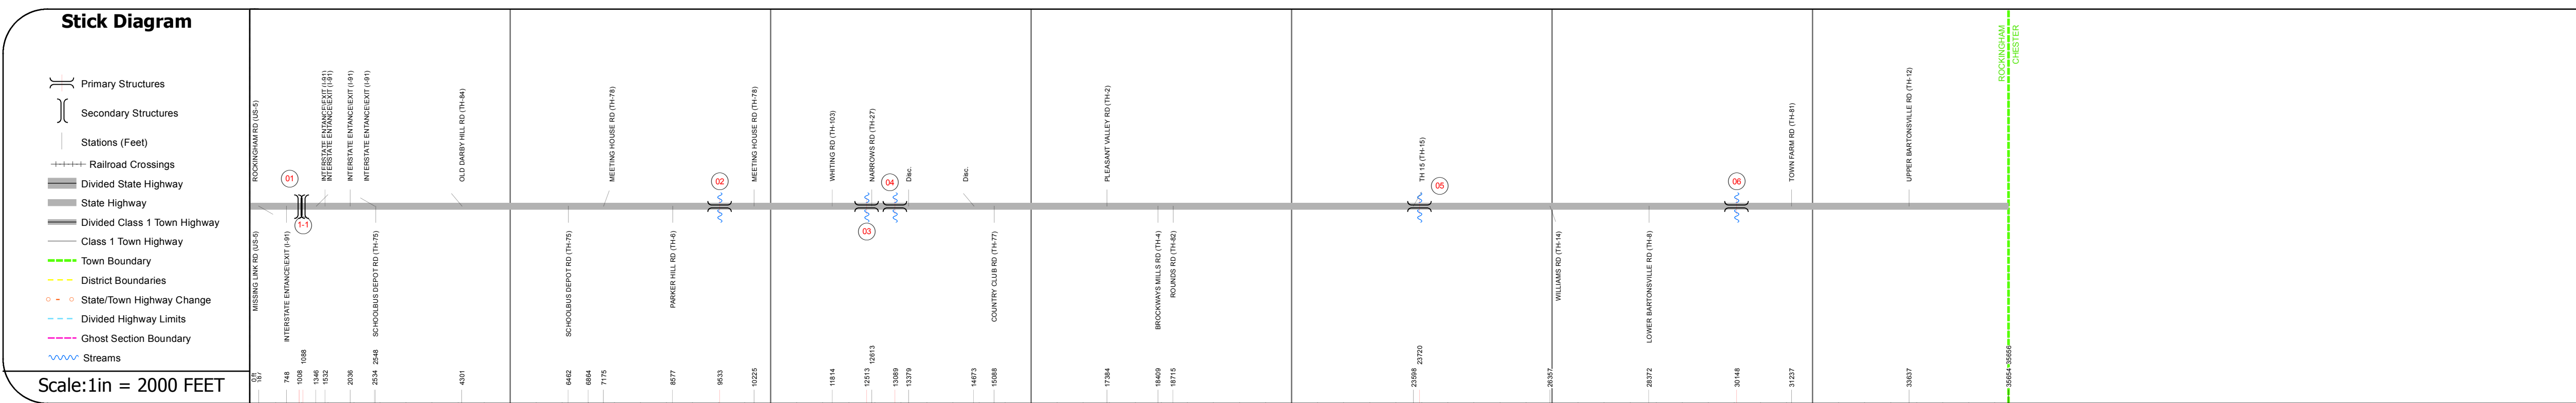 Stick Diagram
Primary Structures
Secondary Structures
Stations (Feet)
Railroad Crossings
Divided State Highway
State Highway
Divided Class 1 Town Highway
Class 1 Town Highway
Town Boundary
District Boundaries
State/Town Highway Change
Divided Highway Limits
Ghost Section Boundary
Streams
Scale:1in = 2000 FEET
ROCKINGHAM RD (US-5)
INTERSTATE ENTANCE\EXIT (I-91)
INTERSTATE ENTANCE\EXIT (I-91)
INTERSTATE ENTANCE\EXIT (I-91)
INTERSTATE ENTANCE\EXIT (I-91)
OLD DARBY HILL RD (TH-84)
MEETING HOUSE RD (TH-78)
MEETING HOUSE RD (TH-78)
WHITING RD (TH-103)
NARROWS RD (TH-27)
Disc.
Disc.
PLEASANT VALLEY RD (TH-2)
TH 15 (TH-15)
TOWN FARM RD (TH-81)
UPPER BARTONSVILLE RD (TH-12)
ROCKINGHAM
CHESTER
01
1-1
02
03
04
05
06
MISSING LINK RD (US-5)
INTERSTATE ENTANCE\EXIT (I-91)
SCHOOLBUS DEPOT RD (TH-75)
SCHOOLBUS DEPOT RD (TH-75)
PARKER HILL RD (TH-6)
COUNTRY CLUB RD (TH-77)
BROCKWAYS MILLS RD (TH-4)
ROUNDS RD (TH-82)
WILLIAMS RD (TH-14)
LOWER BARTONSVILLE RD (TH-8)
0 ft
187
748
1008
1088
1346
1532
2036
2534
2548
4301
6462
6864
7175
8577
9533
10225
11814
12513
12613
13089
13379
14673
15088
17384
18409
18715
23598
23720
26357
28372
30148
31237
33637
35654
35656